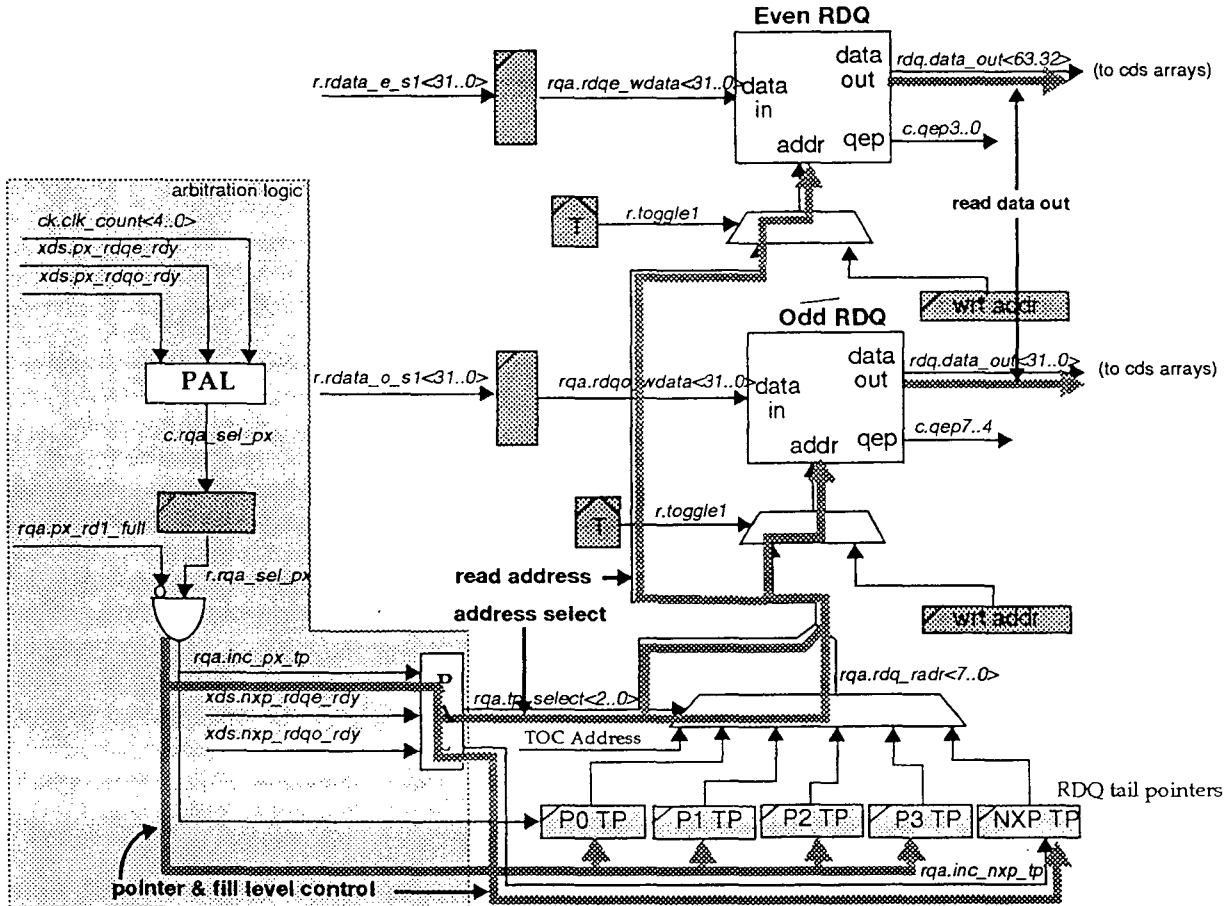 Even RDQ
r.rdata_e_s1<31..0>
rqa.rdqe_wdata<31..0>
data in
data out
rdq.data_out<63.32>
(to cds arrays)
addr
qep
c.qep3..0
arbitration logic
read data out
ck.clk_count<4..0>
xds.px_rdqe_rdy
xds.px_rdqo_rdy
T
r.toggle1
wrt addr
Odd RDQ
PAL
r.rdata_o_s1<31..0>
rqa.rdqo_wdata<31..0>
data in
data out
rdq.data_out<31..0>
(to cds arrays)
addr
qep
c.qep7..4
c.rqa_sel_px
T
r.toggle1
rqa.px_rd1_full
r.rqa_sel_px
read address
address select
wrt addr
rqa.inc_px_tp
rqa.tp_select<2..0>
rqa.rdq_radr<7..0>
xds.nxp_rdqe_rdy
xds.nxp_rdqo_rdy
TOC Address
RDQ tail pointers
P0 TP
P1 TP
P2 TP
P3 TP
NXP TP
rqa.inc_nxp_tp
pointer & fill level control